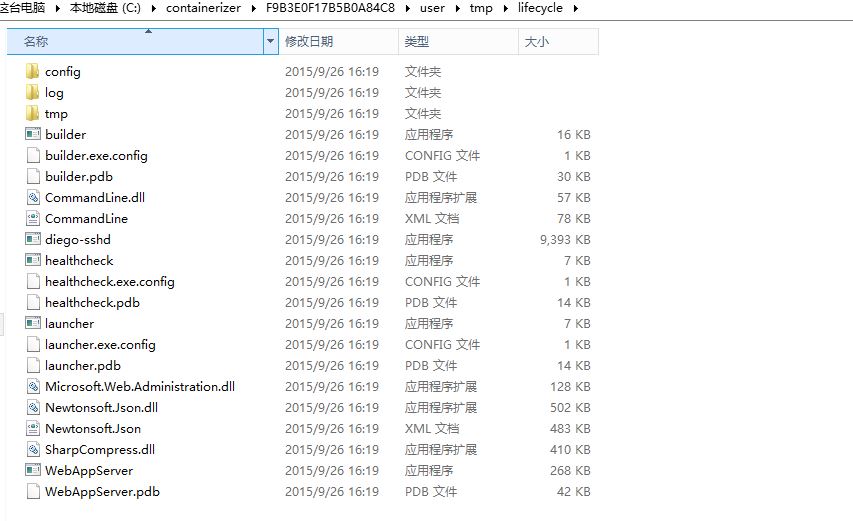 这台电脑 本地磁盘 (C:) containerizer F9B3E0F17B5B0A84C8 user tmp lifecycle
名称 修改日期 类型 大小
config 2015/9/26 16:19 文件夹
log 2015/9/26 16:19 文件夹
tmp 2015/9/26 16:19 文件夹
builder 2015/9/26 16:19 应用程序 16 KB
builder.exe.config 2015/9/26 16:19 CONFIG 文件 1 KB
builder.pdb 2015/9/26 16:19 PDB 文件 30 KB
CommandLine.dll 2015/9/26 16:19 应用程序扩展 57 KB
CommandLine 2015/9/26 16:19 XML 文档 78 KB
diego-sshd 2015/9/26 16:19 应用程序 9,393 KB
healthcheck 2015/9/26 16:19 应用程序 7 KB
healthcheck.exe.config 2015/9/26 16:19 CONFIG 文件 1 KB
healthcheck.pdb 2015/9/26 16:19 PDB 文件 14 KB
launcher 2015/9/26 16:19 应用程序 7 KB
launcher.exe.config 2015/9/26 16:19 CONFIG 文件 1 KB
launcher.pdb 2015/9/26 16:19 PDB 文件 14 KB
Microsoft.Web.Administration.dll 2015/9/26 16:19 应用程序扩展 128 KB
Newtonsoft.Json.dll 2015/9/26 16:19 应用程序扩展 502 KB
Newtonsoft.Json 2015/9/26 16:19 XML 文档 483 KB
SharpCompress.dll 2015/9/26 16:19 应用程序扩展 410 KB
WebAppServer 2015/9/26 16:19 应用程序 268 KB
WebAppServer.pdb 2015/9/26 16:19 PDB 文件 42 KB